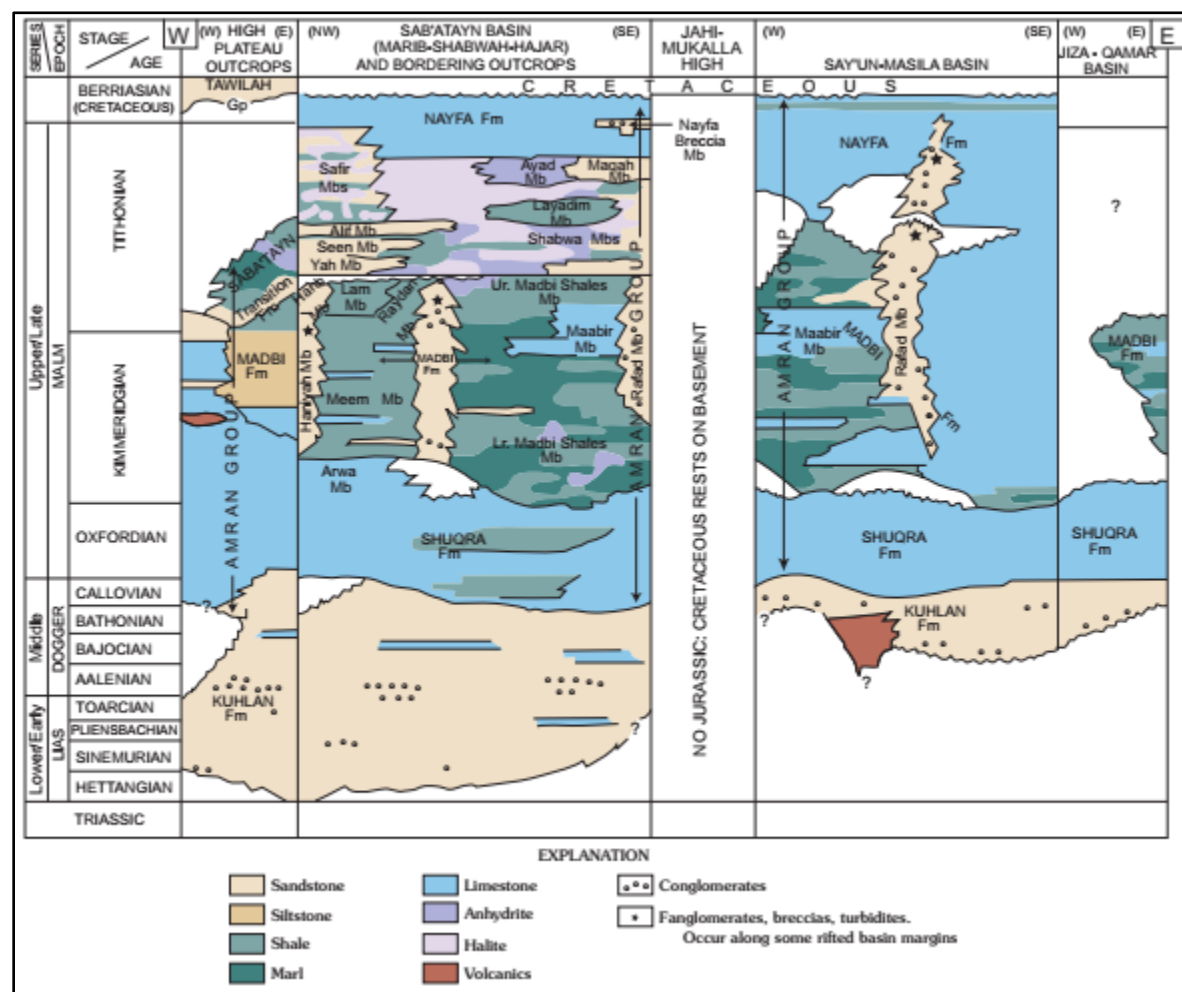 SERIES
EPOCH
STAGE
AGE
W
(W) HIGH (E)
PLATEAU
OUTCROPS
(NW) SAB'ATAYN BASIN (SE)
(MARIB-SHABWAH-HAJAR)
AND BORDERING OUTCROPS
JAHI-
MUKALLA
HIGH
(W) (SE)
SAY'UN-MASILA BASIN
(W) (E)
JIZA - QAMAR
BASIN
E
BERRIASIAN
(CRETACEOUS)
TAWILAH
Gp
C R E T A C E O U S
Upper/Late
MALM
TITHONIAN
KIMMERIDGIAN
OXFORDIAN
Middle
DOGGER
CALLOVIAN
BATHONIAN
BAJOCIAN
AALENIAN
Lower/Early
LIAS
TOARCIAN
PLIENSBACHIAN
SINEMURIAN
HETTANGIAN
TRIASSIC
SABA'TAYN
Transition
Fm
MADBI
Fm
AMRAN GROUP
?
KUHLAN
Fm
NAYFA Fm
Nayfa
Breccia
Mb
Safir
Mbs
Ayad
Mb
Maqah
Mb
Layadim
Mb
Alif Mb
Seen Mb
Yah Mb
Shabwa Mbs
Rahb
Mb
Lam
Mb
Raydan
Mb
Ur. Madbi Shales
Mb
Maabir
Mb
MADBI
Fm
Haniyah Mb
Meem Mb
Rafad Mb
Lr. Madbi Shales
Mb
Arwa
Mb
AMRAN GROUP
SHUQRA
Fm
?
NO JURASSIC: CRETACEOUS RESTS ON BASEMENT
NAYFA Fm
AMRAN GROUP
Maabir
Mb
MADBI Fm
Rafad Mb
SHUQRA
Fm
KUHLAN
Fm
?
?
?
MADBI
Fm
SHUQRA
Fm
EXPLANATION
Sandstone
Siltstone
Shale
Marl
Limestone
Anhydrite
Halite
Volcanics
Conglomerates
Fanglomerates, breccias, turbidites.
Occur along some rifted basin margins